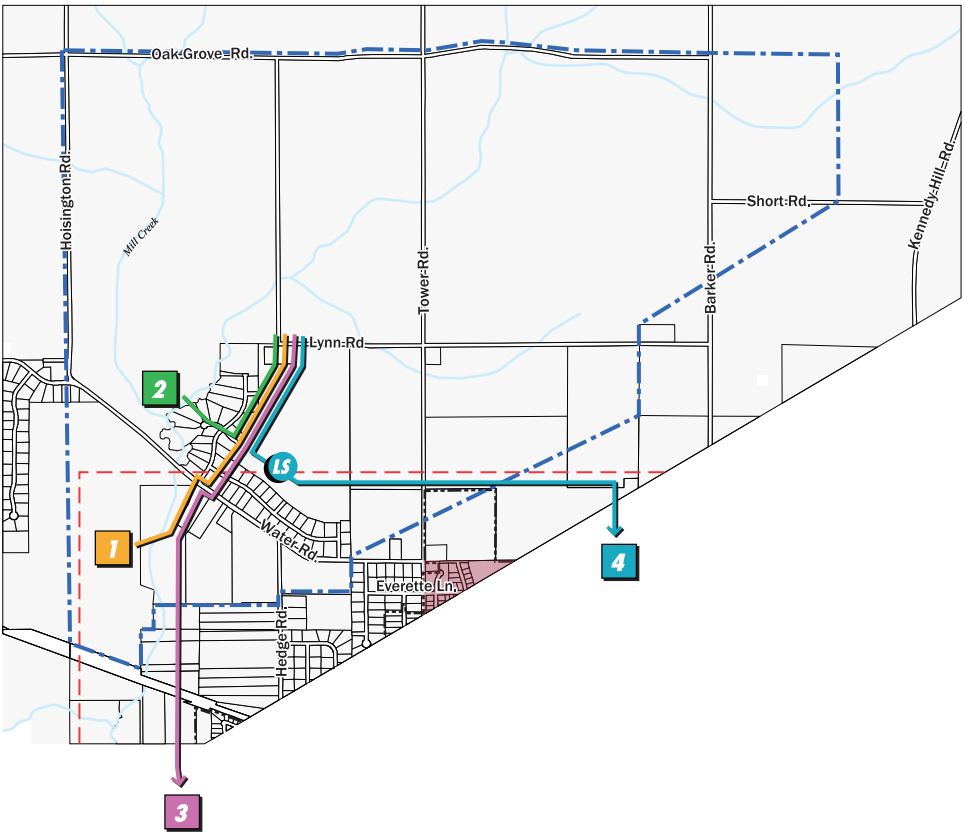 Oak Grove Rd.
Hoisington Rd.
Mill Creek
Tower Rd.
Barker Rd.
Short Rd.
Kennedy Hill Rd.
Lynn Rd
2
LS
1
Water Rd.
4
Everette Ln.
Hedge Rd.
3